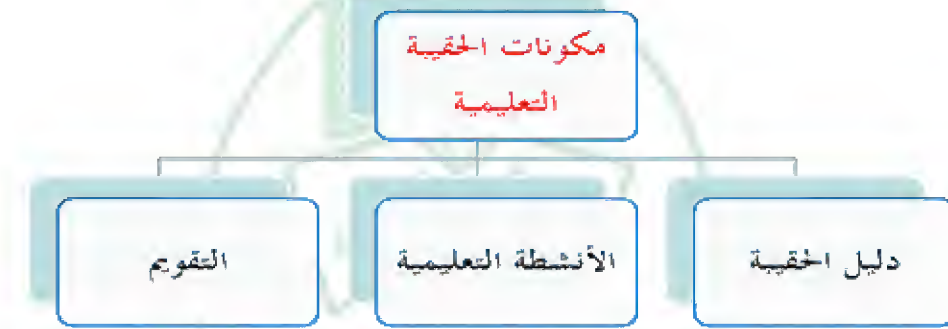 مكونات الحقيبة
التعليمية
دليل الحقيبة
الأنشطة التعليمية
التقويم